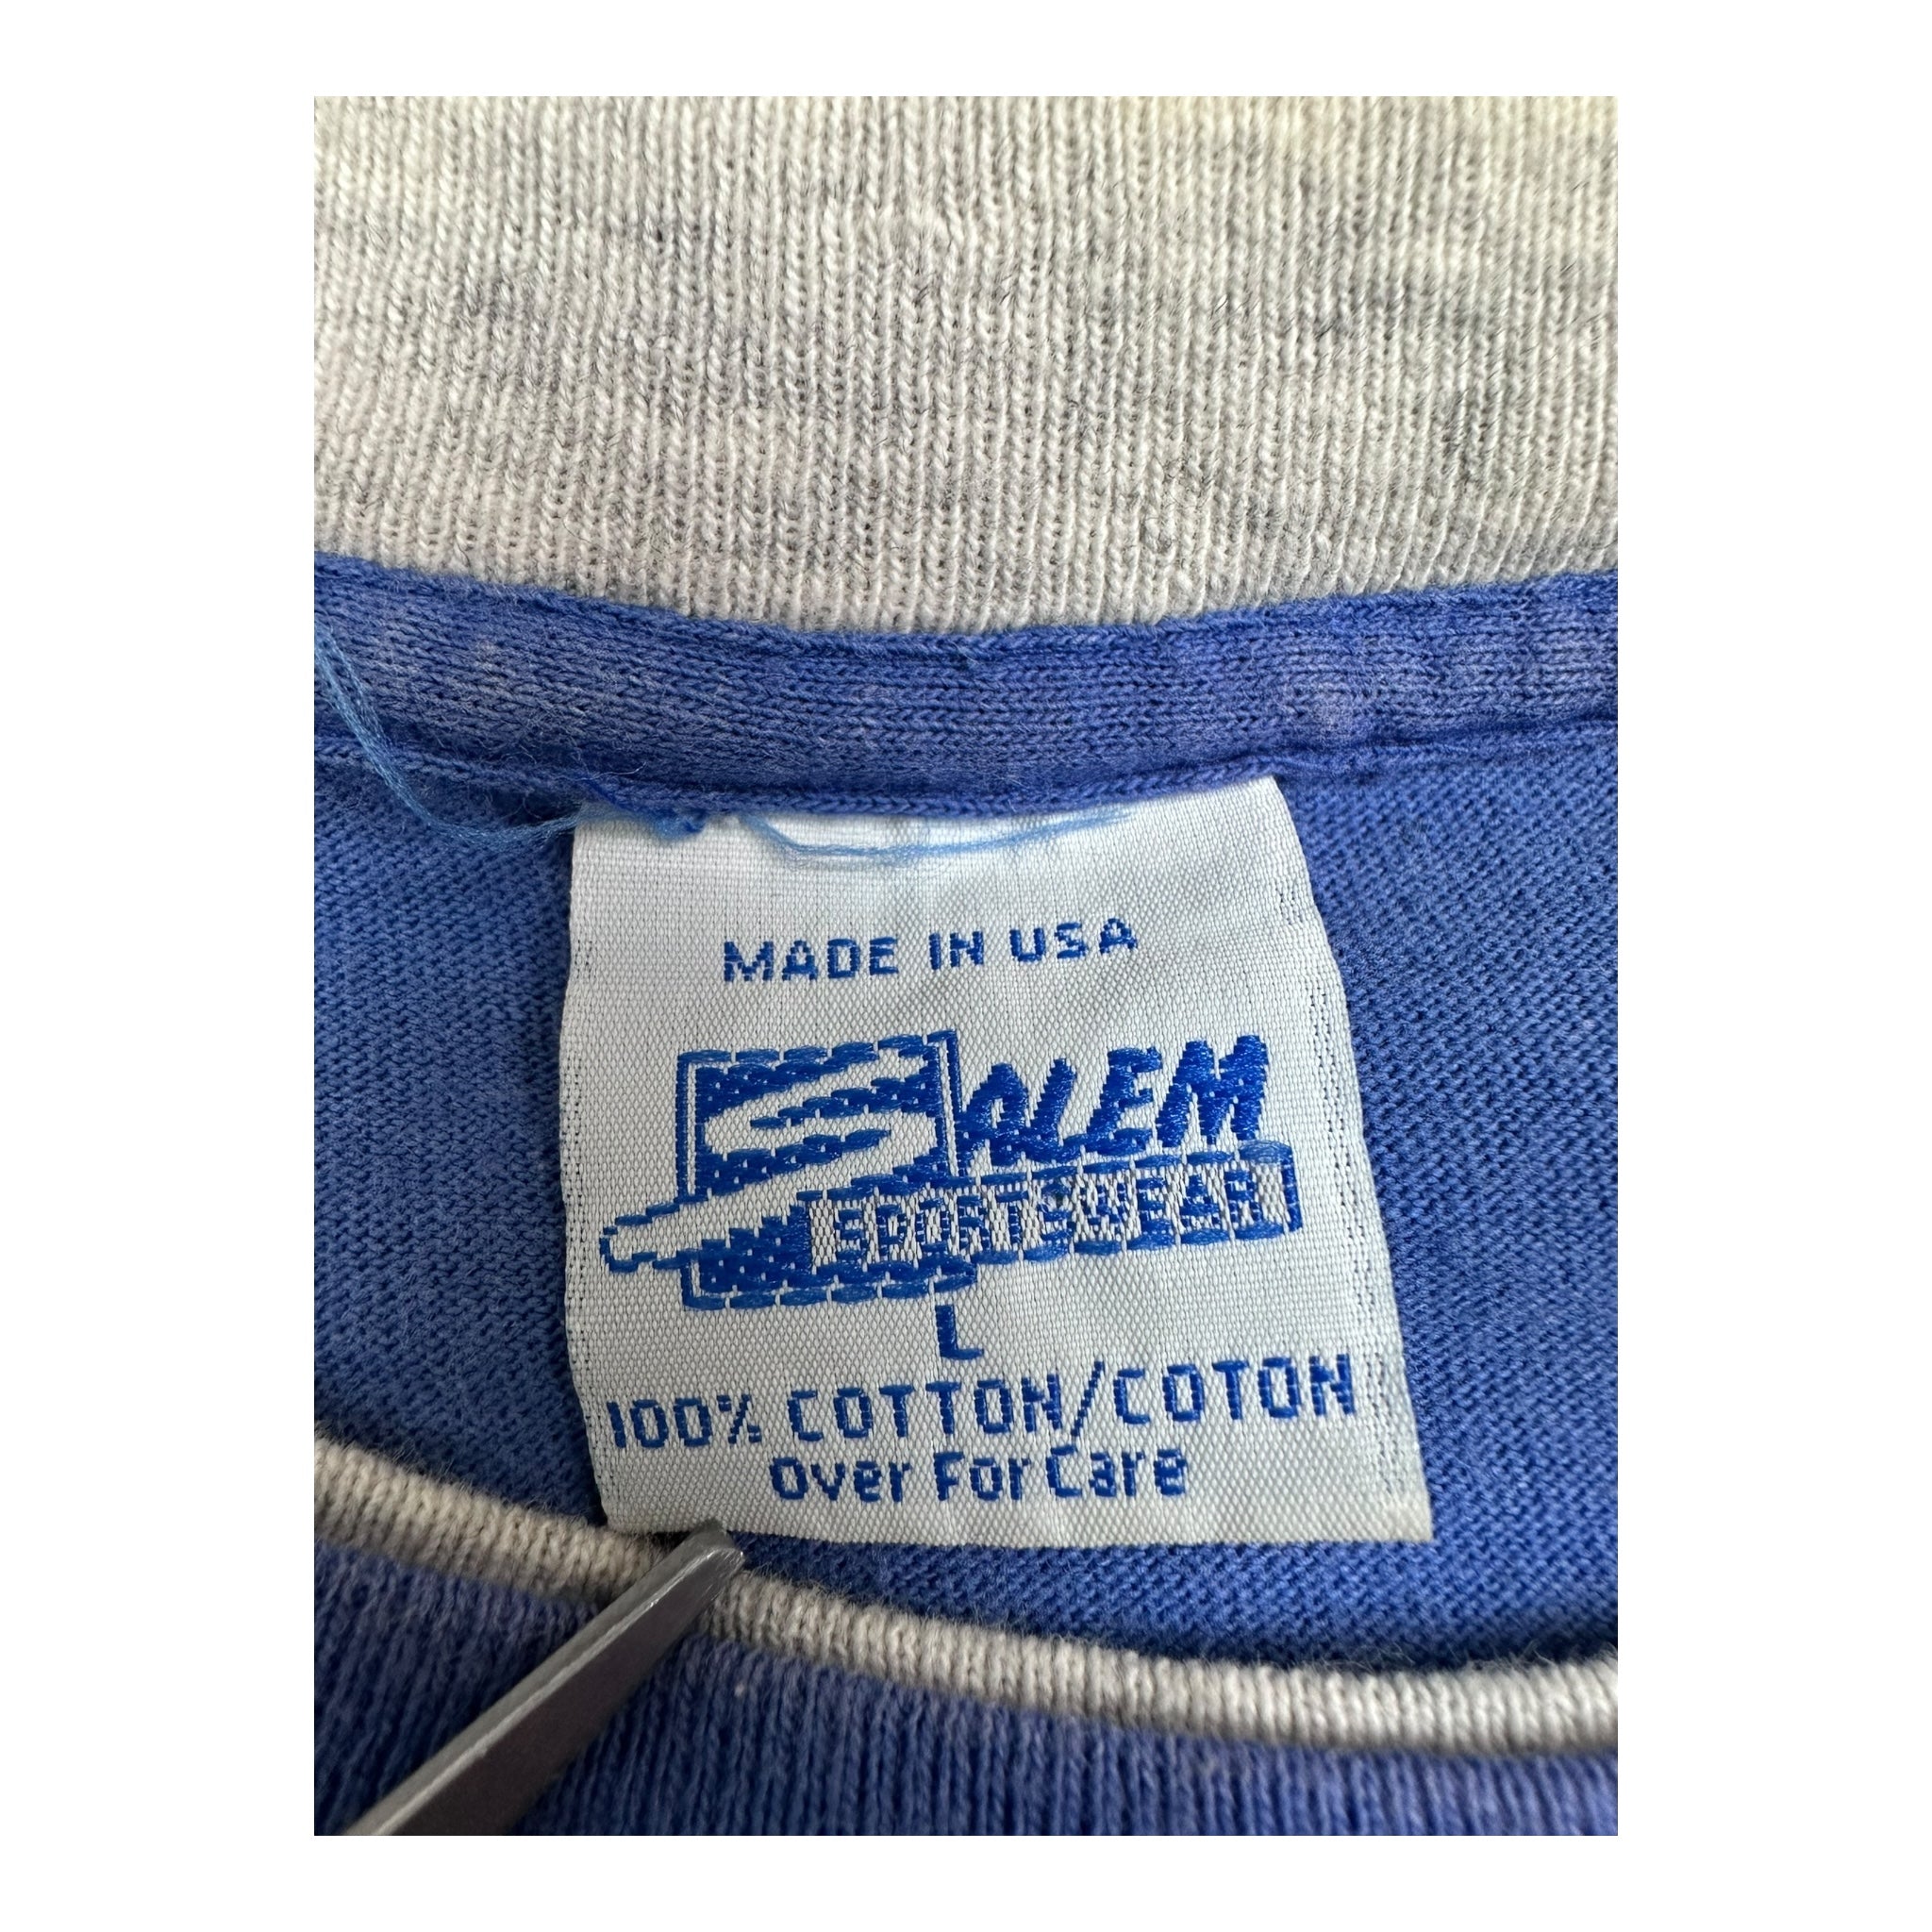 MADE IN USA
SALEM
SPORTSWEAR
L
100% COTTON/COTON
Over For Care